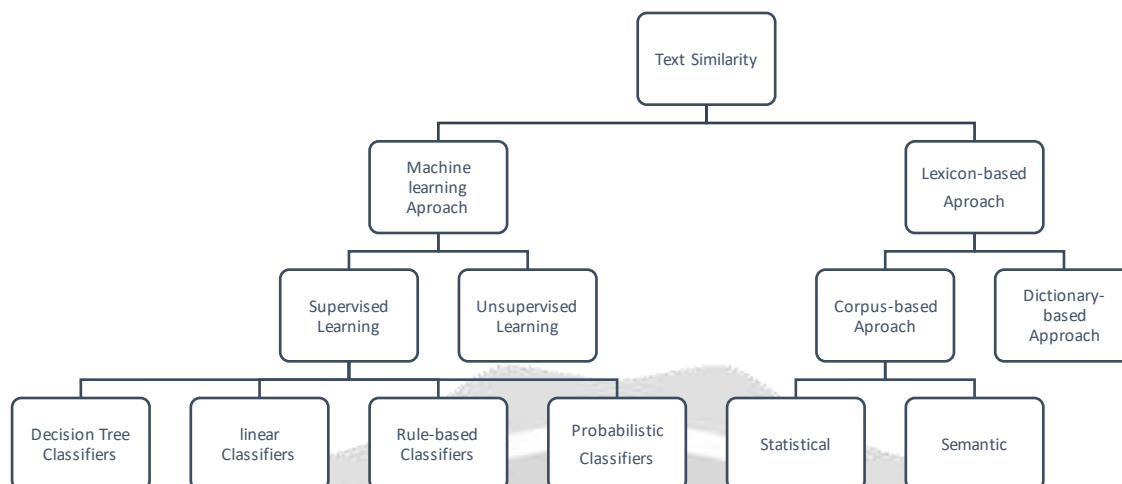 Text Similarity
Machine
learning
Aproach
Lexicon-based
Aproach
Supervised
Learning
Unsupervised
Learning
Corpus-based
Aproach
Dictionary-
based
Approach
Decision Tree
Classifiers
linear
Classifiers
Rule-based
Classifiers
Probabilistic
Classifiers
Statistical
Semantic